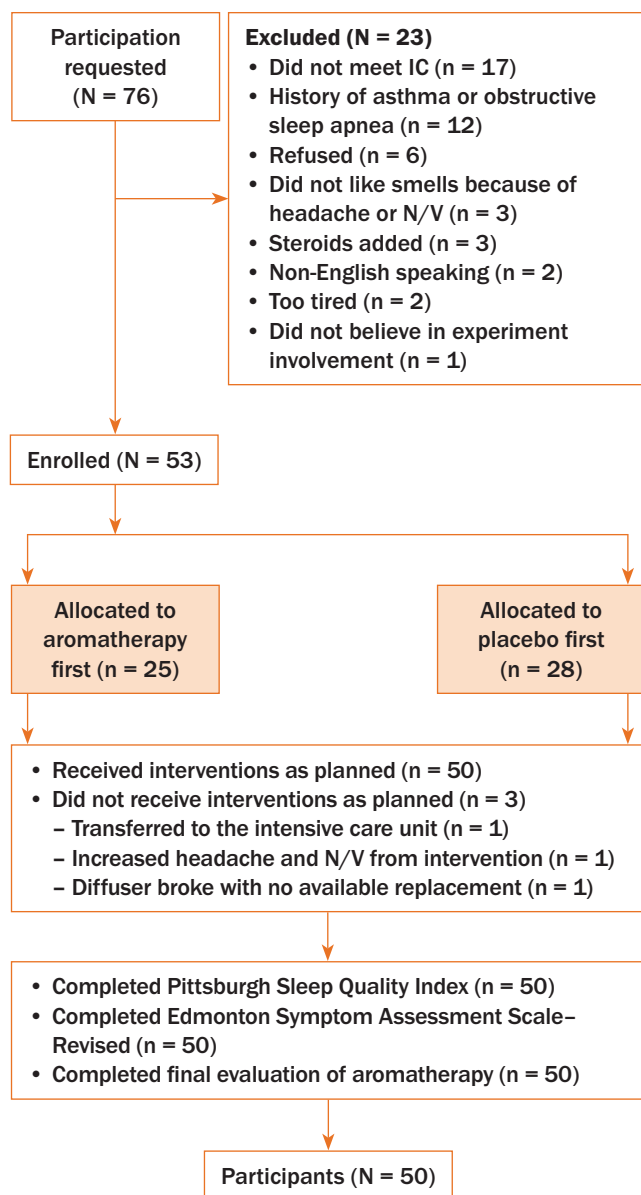 Participation
requested
(N = 76)
Excluded (N = 23)
• Did not meet IC (n = 17)
• History of asthma or obstructive
sleep apnea (n = 12)
• Refused (n = 6)
• Did not like smells because of
headache or N/V (n = 3)
• Steroids added (n = 3)
• Non-English speaking (n = 2)
• Too tired (n = 2)
• Did not believe in experiment
involvement (n = 1)
Enrolled (N = 53)
Allocated to
aromatherapy
first (n = 25)
Allocated to
placebo first
(n = 28)
• Received interventions as planned (n = 50)
• Did not receive interventions as planned (n = 3)
– Transferred to the intensive care unit (n = 1)
– Increased headache and N/V from intervention (n = 1)
– Diffuser broke with no available replacement (n = 1)
• Completed Pittsburgh Sleep Quality Index (n = 50)
• Completed Edmonton Symptom Assessment Scale–
Revised (n = 50)
• Completed final evaluation of aromatherapy (n = 50)
Participants (N = 50)